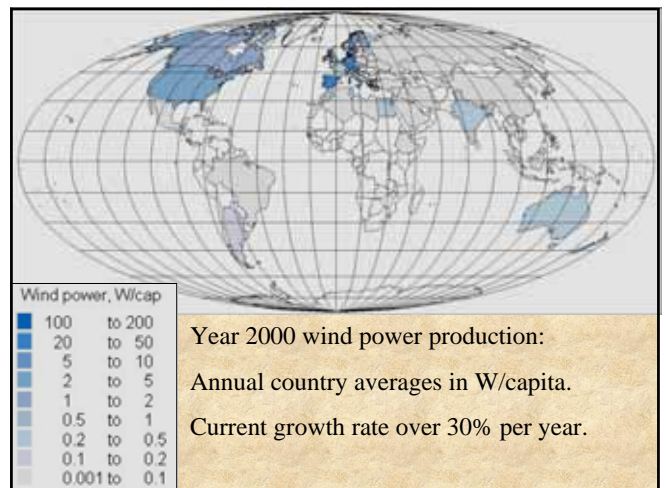 Wind power, W/cap
100 to 200
20 to 50
5 to 10
2 to 5
1 to 2
0.5 to 1
0.2 to 0.5
0.1 to 0.2
0.001 to 0.1
Year 2000 wind power production:
Annual country averages in W/capita.
Current growth rate over 30% per year.